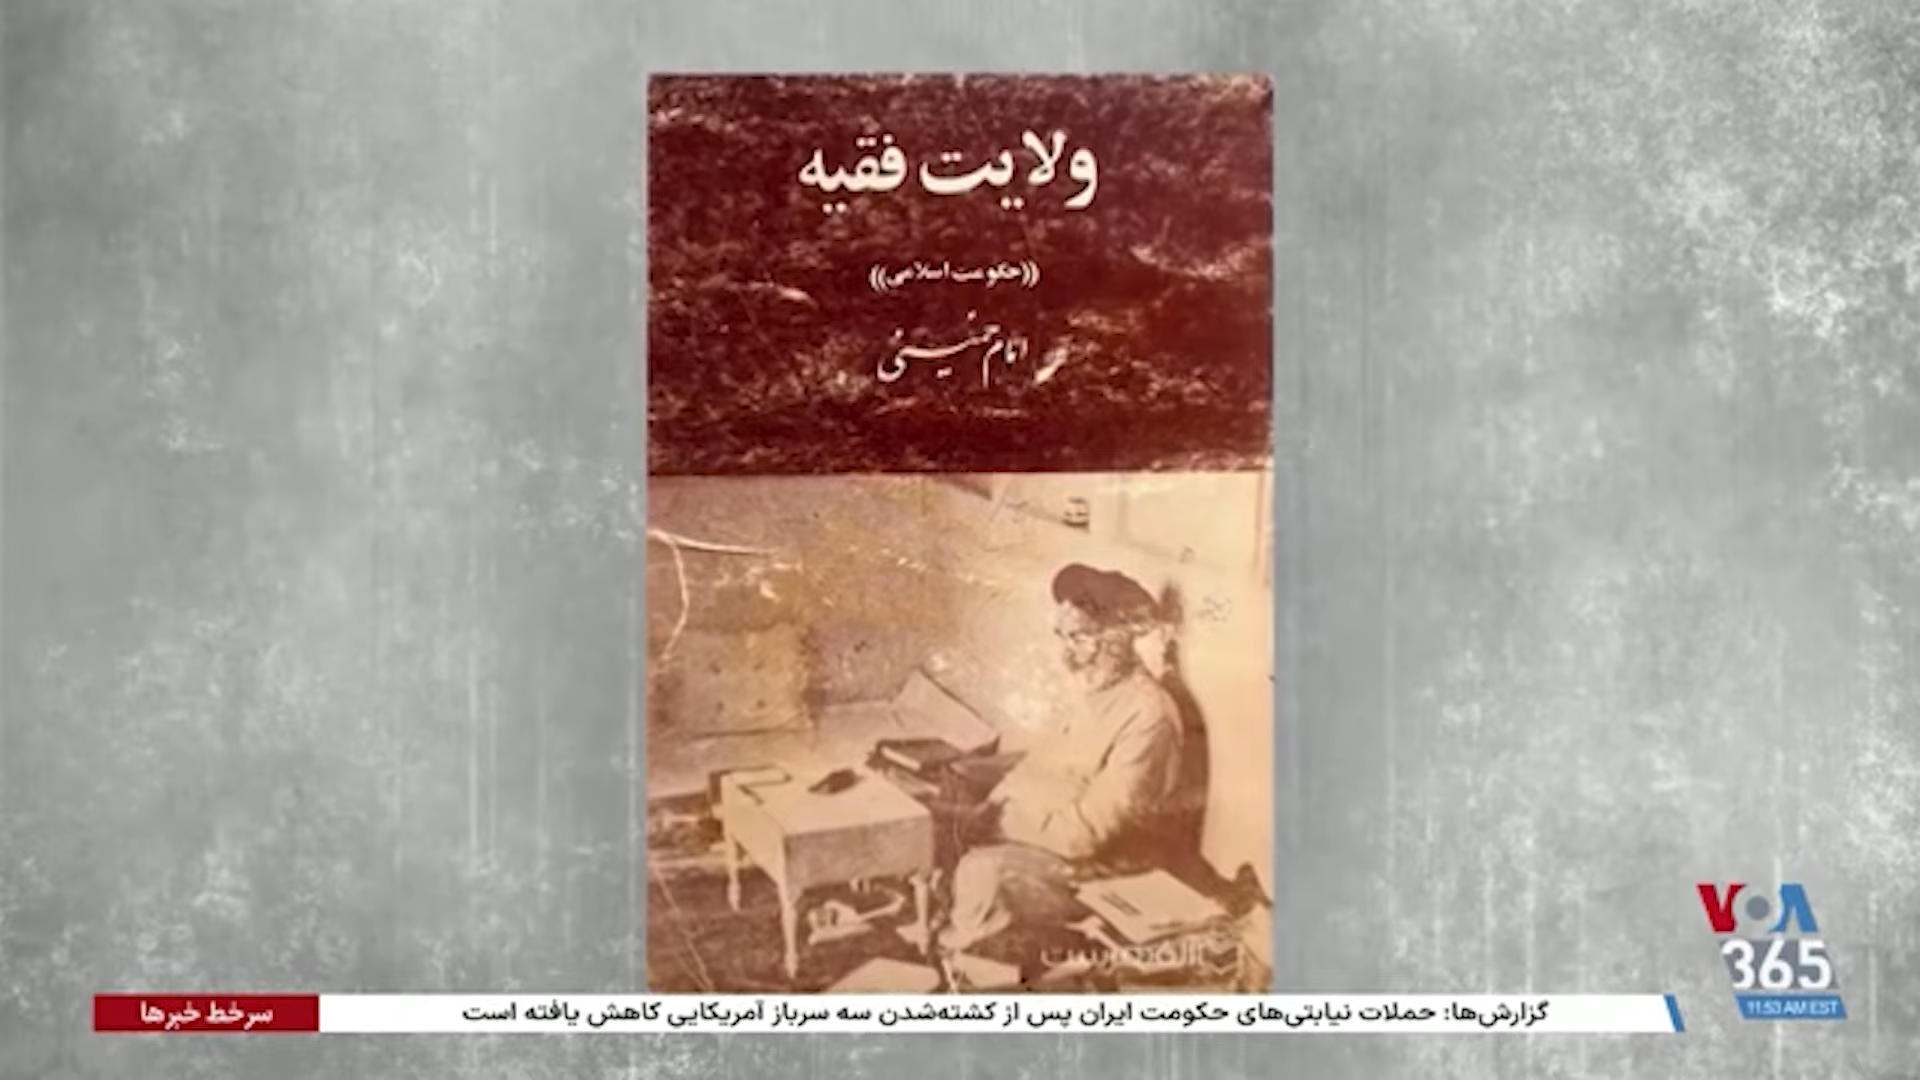 ولایت فقیه
((حکومت اسلامی))
امام خمینی
VOA
365
11:53 AM EST
سرخط خبرها
گزارش‌ها: حملات نیابتی‌های حکومت ایران پس از کشته‌شدن سه سرباز آمریکایی کاهش یافته است